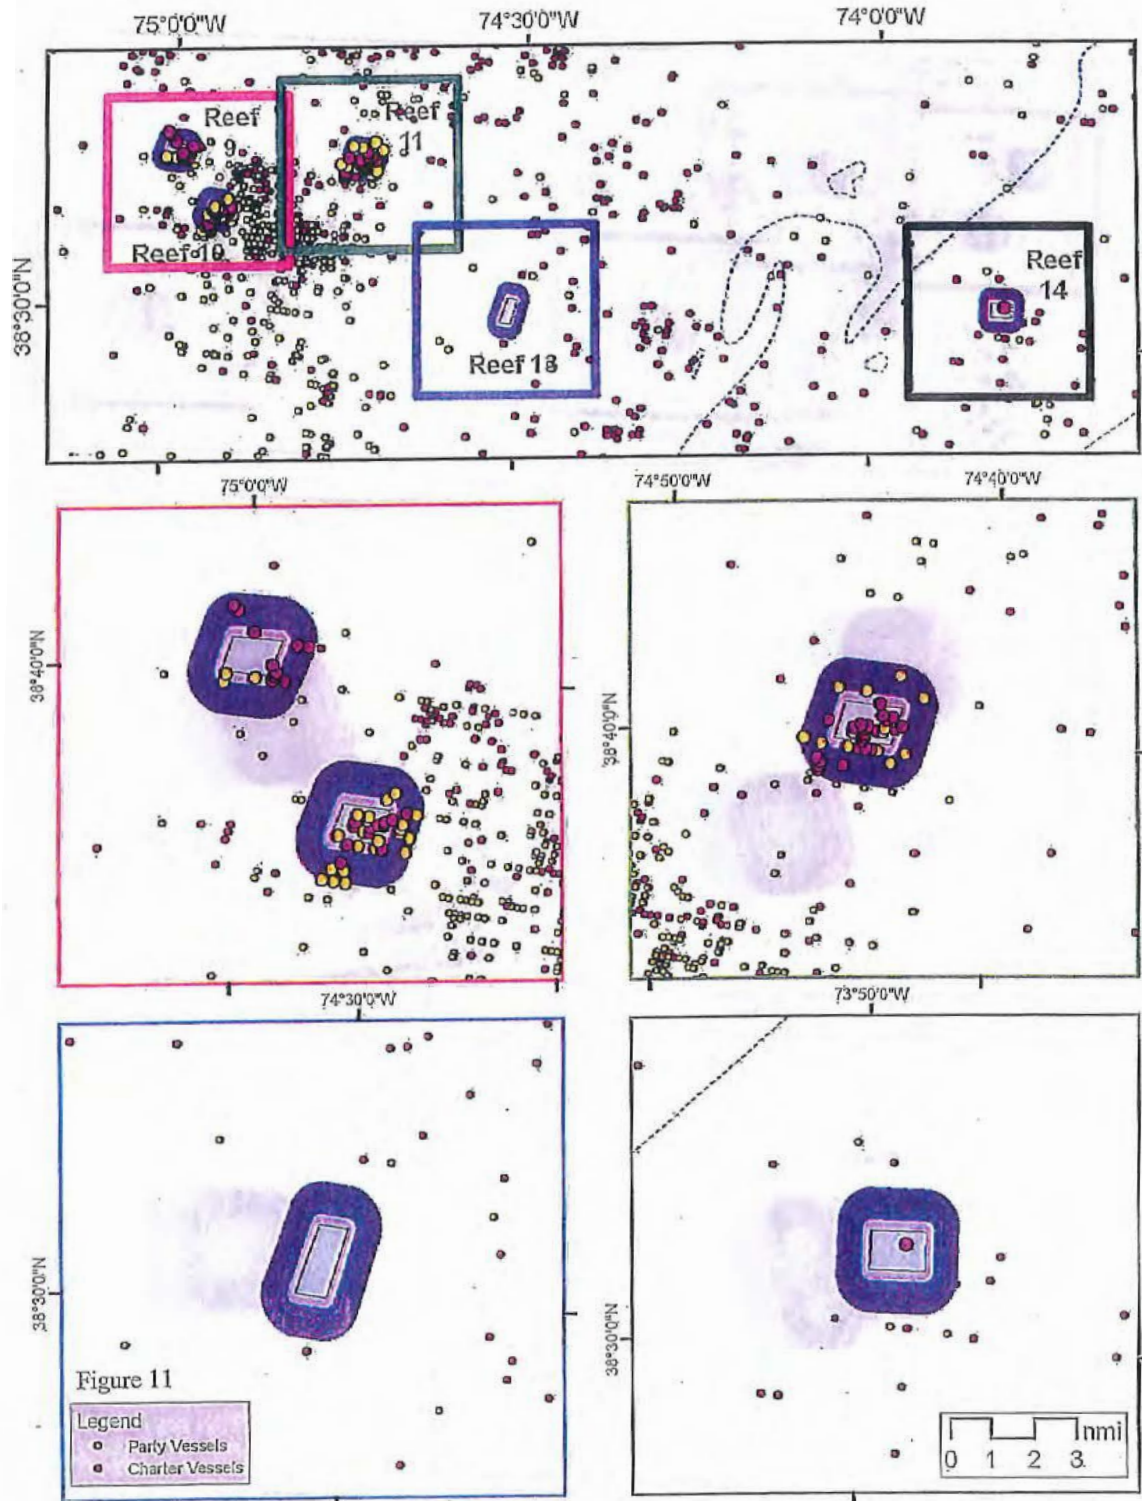 75°0'0"W 74°30'0"W 74°0'0"W
38°30'0"N
Reef
9
Reef
11
Reef 10
Reef 13
Reef
14
75°0'0"W
74°50'0"W 74°40'0"W
38°40'0"N
38°40'0"N
74°30'0"W
73°50'0"W
38°30'0"N
38°30'0"N
Figure 11
Legend
Party Vessels
Charter Vessels
nmi
0 1 2 3